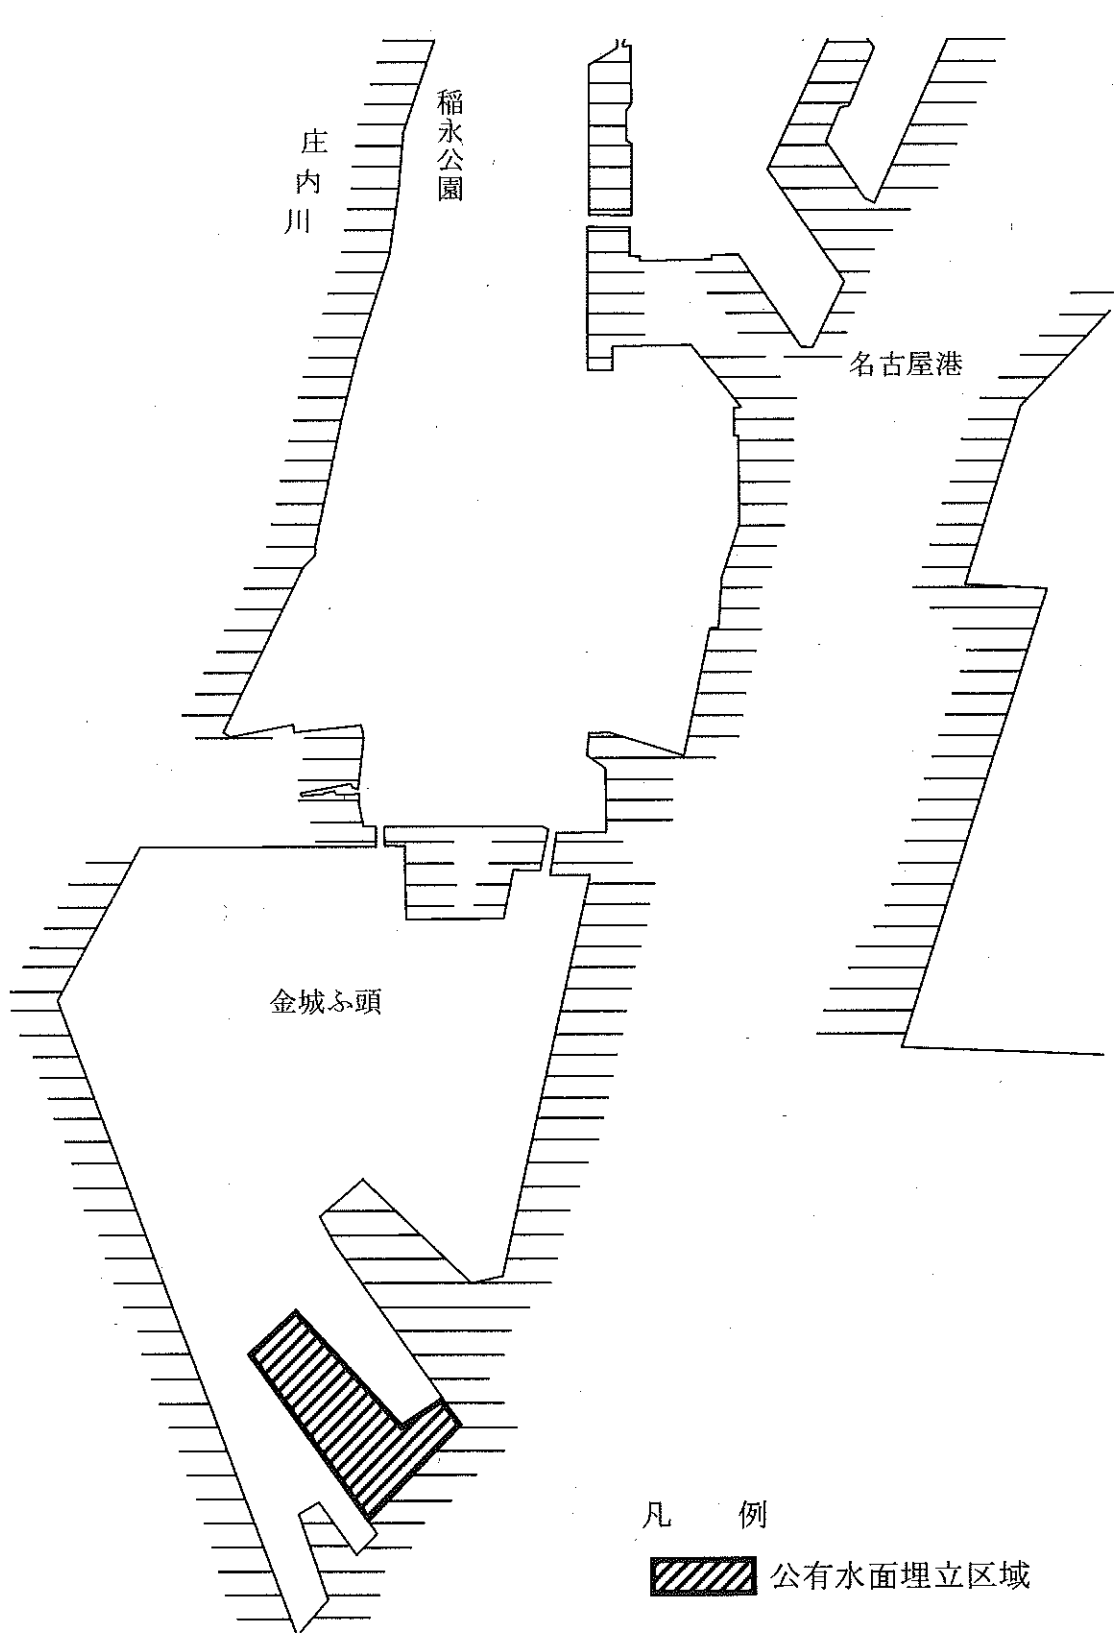 稲永公園
庄内川
名古屋港
金城ふ頭
凡 例
公有水面埋立区域